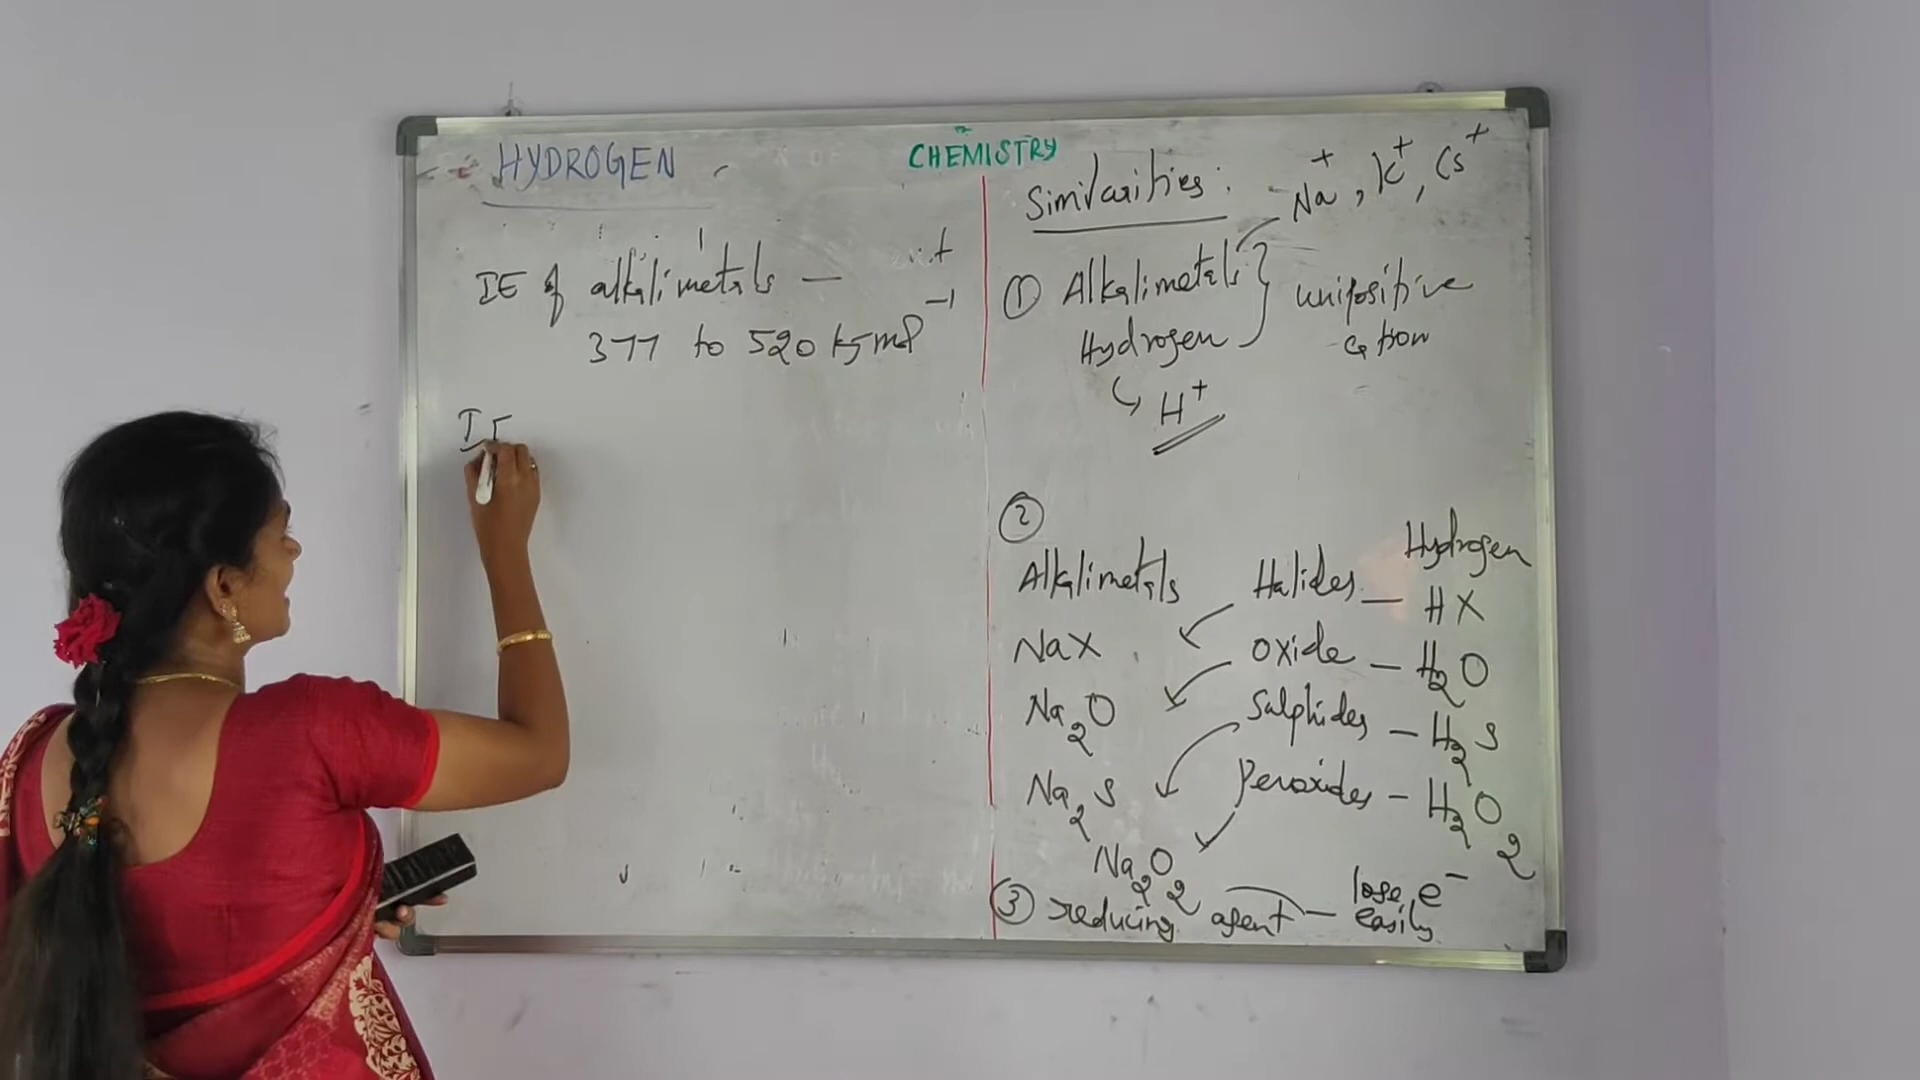 HYDROGEN
CHEMISTRY
IE of alkalimetals —
377 to 520 kJ mol⁻¹
IE
Similarities :
Na⁺, K⁺, Cs⁺
① Alkalimetals } unipositive
Hydrogen cation
H⁺
②
Alkalimetals Halides — Hydrogen
NaX HX
Na₂O oxide — H₂O
Na₂S Sulphides — H₂S
Na₂O₂ Peroxides — H₂O₂
③ reducing agent — lose e⁻
easily